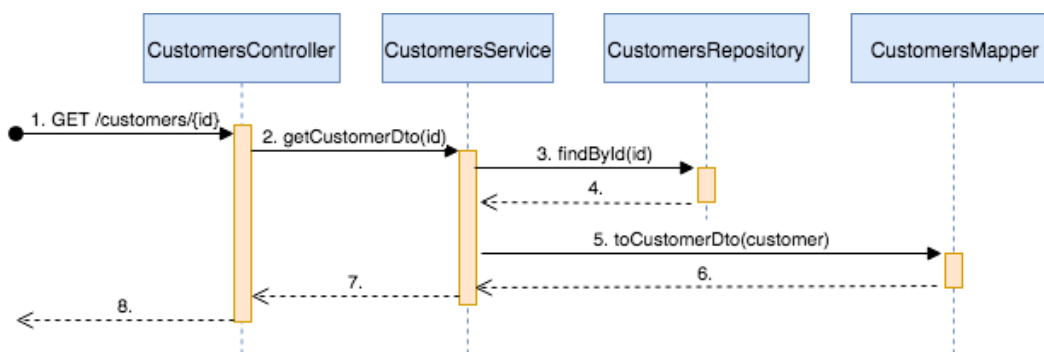 CustomersController
CustomersService
CustomersRepository
CustomersMapper
1. GET /customers/{id}
2. getCustomerDto(id)
3. findById(id)
4.
5. toCustomerDto(customer)
6.
7.
8.